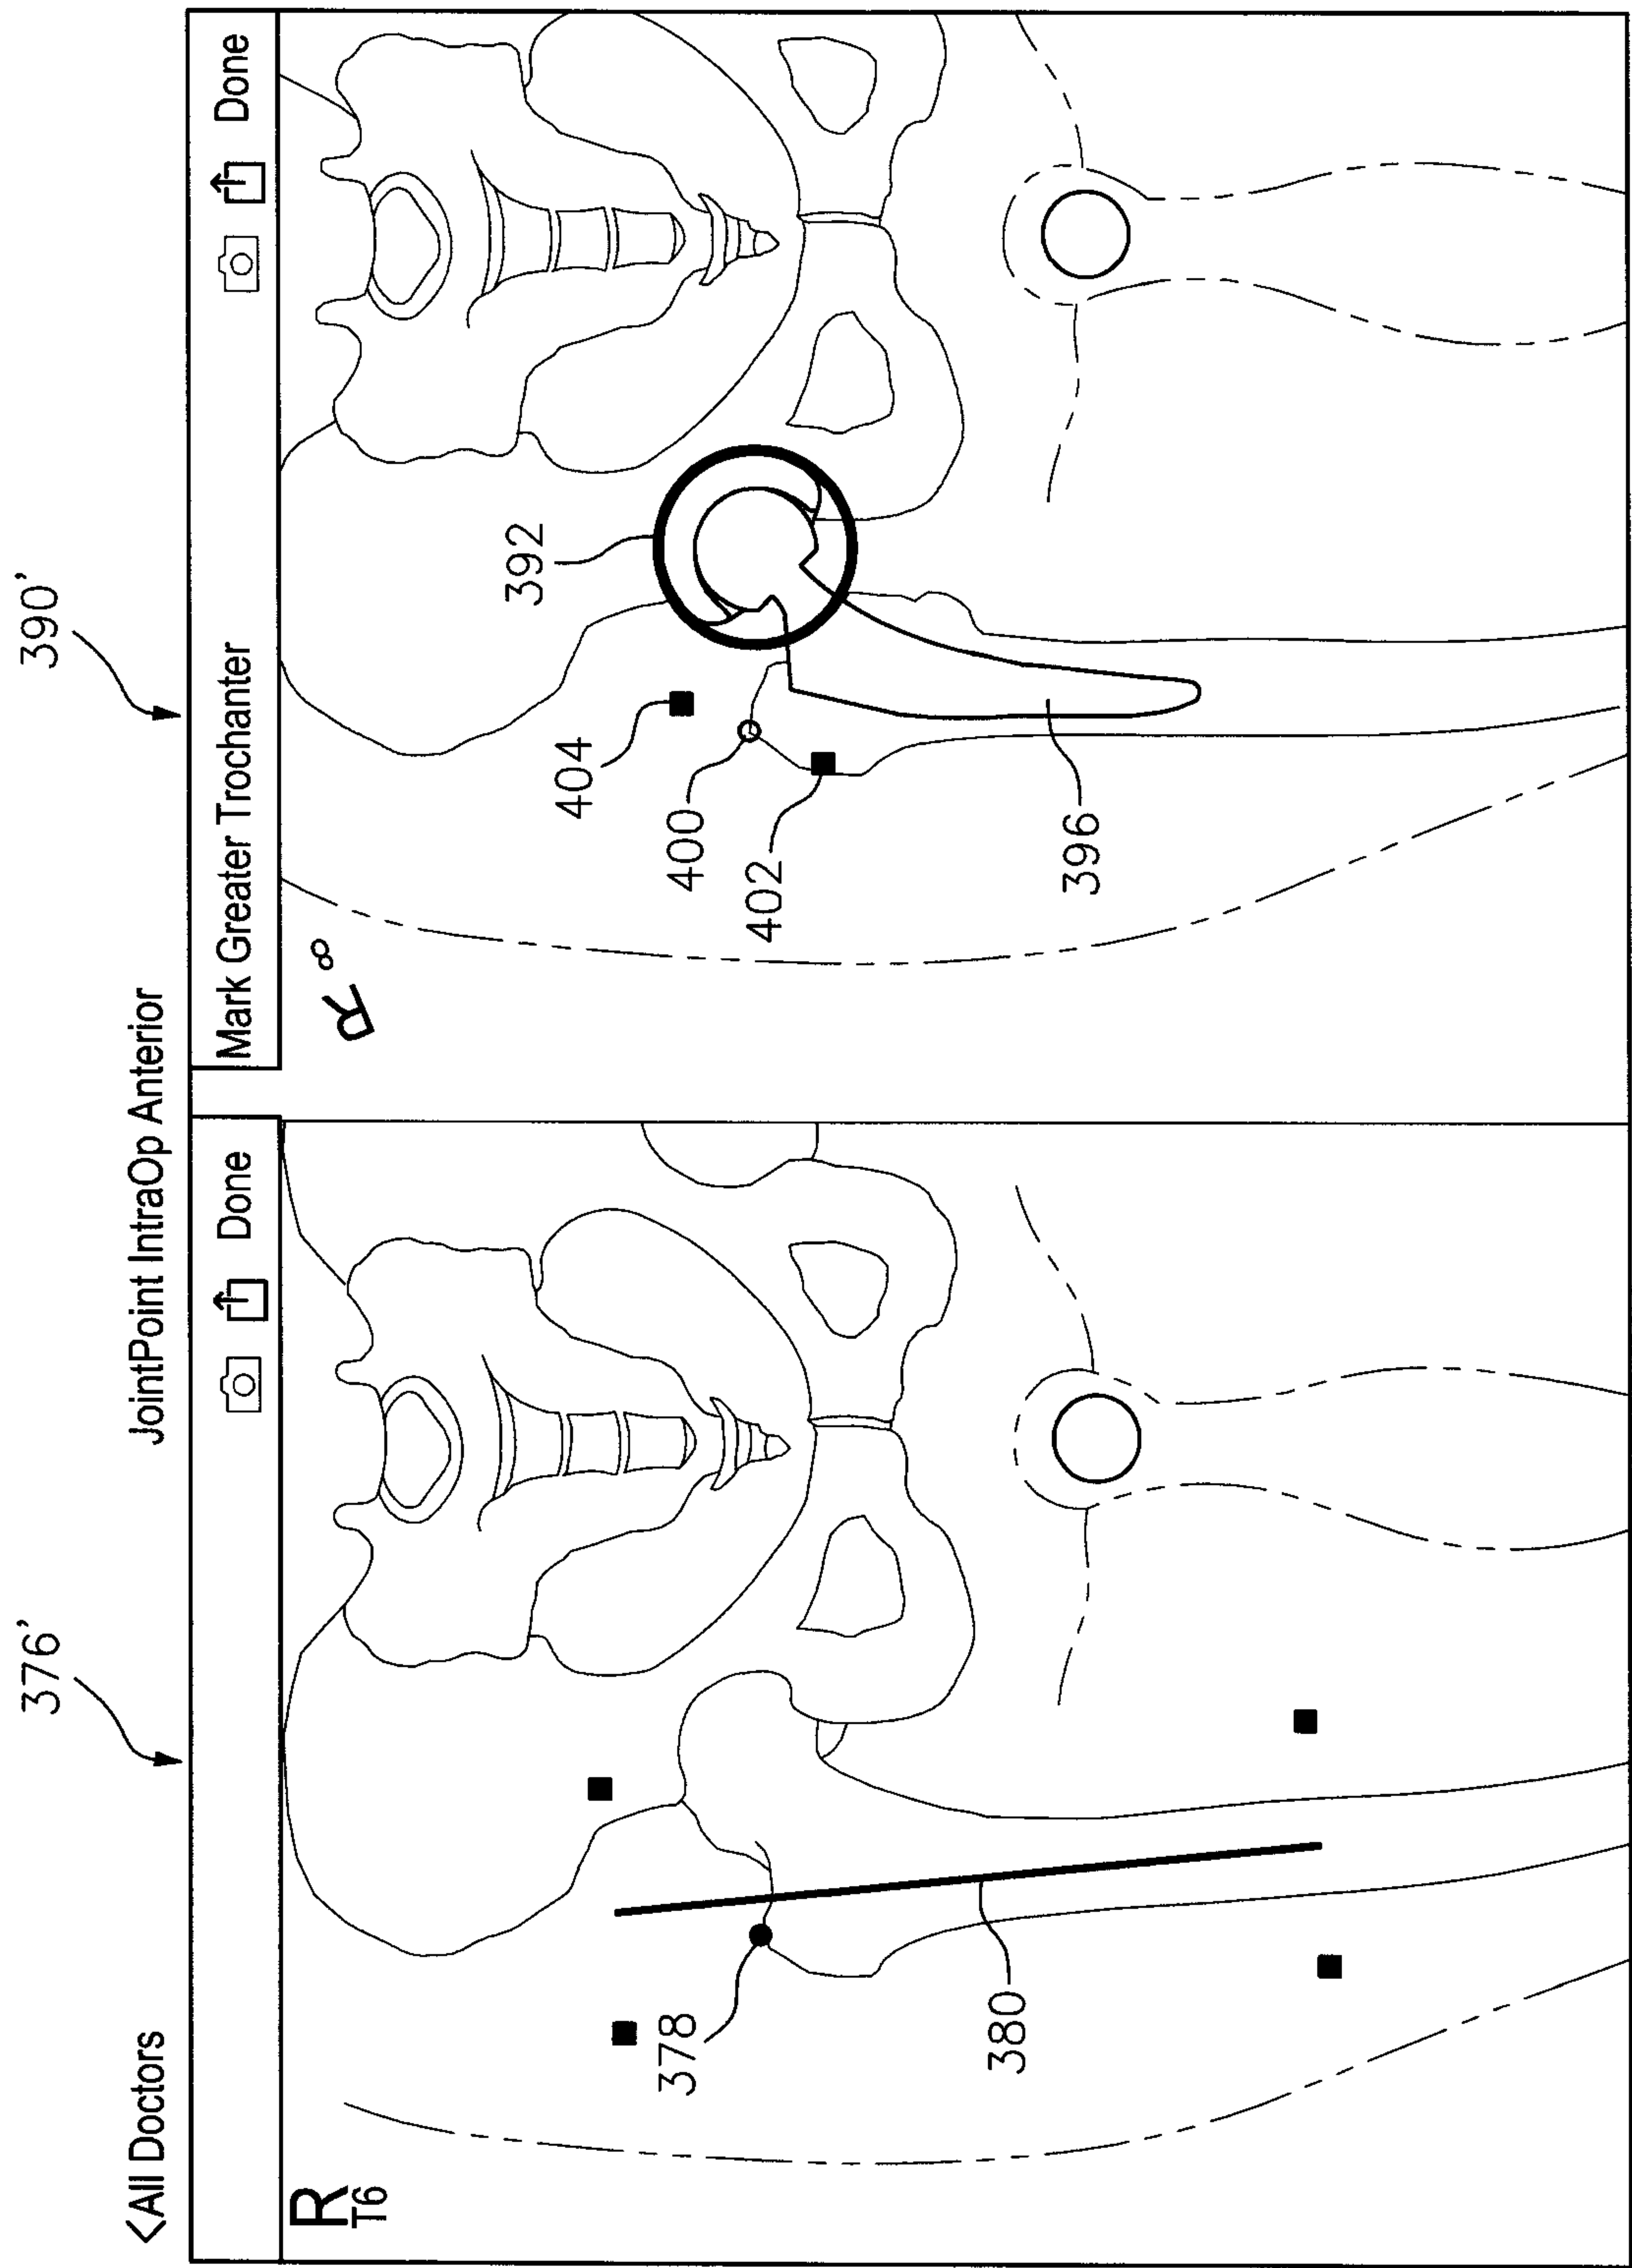 376’
390’
<All Doctors
JointPoint IntraOp Anterior
Done
Mark Greater Trochanter
Done
R
T6
378
380
R
392
404
400
402
396